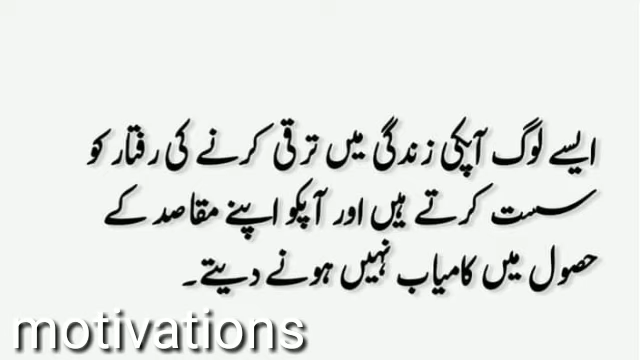 ایسے لوگ آپکی زندگی میں ترقی کرنے کی رفتار کو
سست کرتے ہیں اور آپکو اپنے مقاصد کے
حصول میں کامیاب نہیں ہونے دیتے۔
motivations